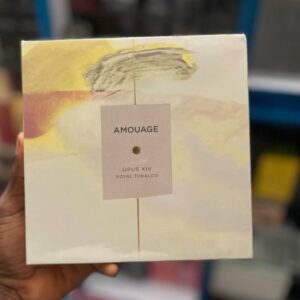 AMOUAGE
OPUS XIV
ROYAL TOBACCO